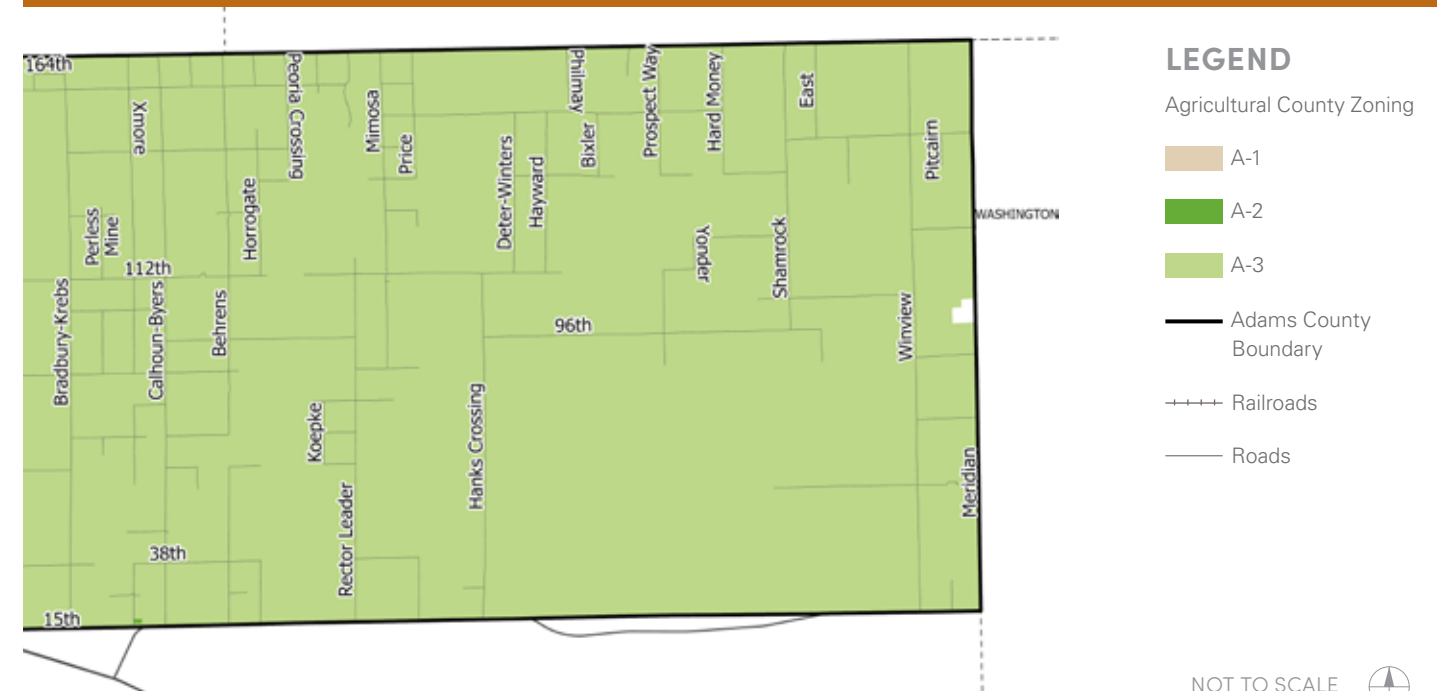 164th
Xmore
Peoria Crossing
Mimosa
Price
Philmay
Bixler
Prospect Way
Hard Money
East
Pitcairn
Perless
Mine
Horrogate
Deter-Winters
Hayward
Yonder
Shamrock
WASHINGTON
112th
Bradbury-Krebs
Calhoun-Byers
Behrens
96th
Winview
Koepke
Hanks Crossing
Rector Leader
Meridian
38th
15th
LEGEND
Agricultural County Zoning
A-1
A-2
A-3
Adams County
Boundary
Railroads
Roads
NOT TO SCALE